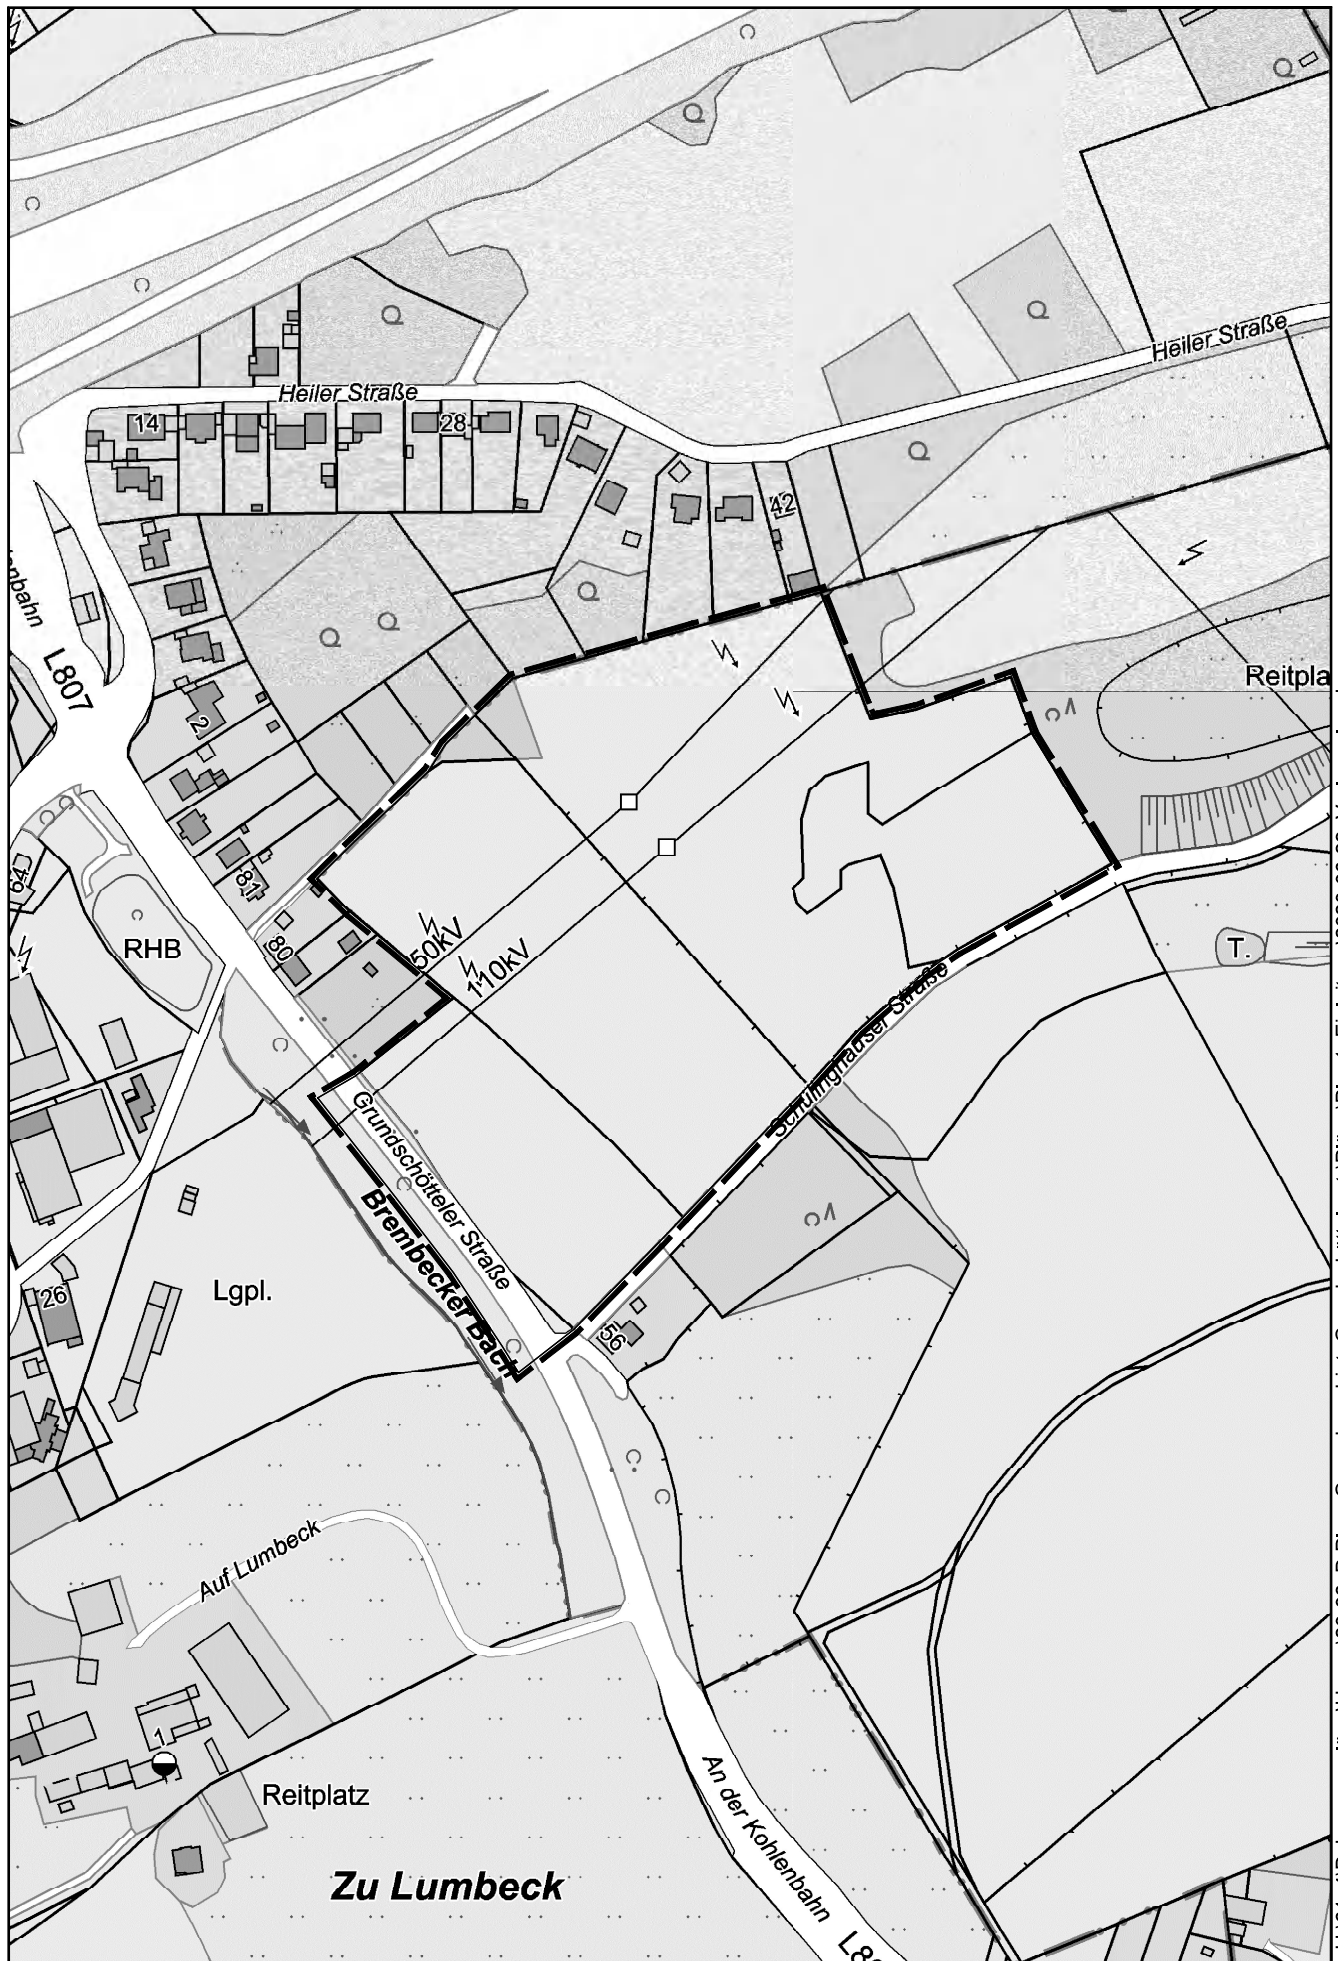 Heiler Straße
Heiler Straße
14
28
42
L807
2
Reitpla
81
64
80
RHB
50kV
110kV
T.
Schülinghauser Straße
Grundschötteler Straße
Brembecker Bach
Lgpl.
26
56
Auf Lumbeck
1
Reitplatz
An der Kohlenbahn
Zu Lumbeck